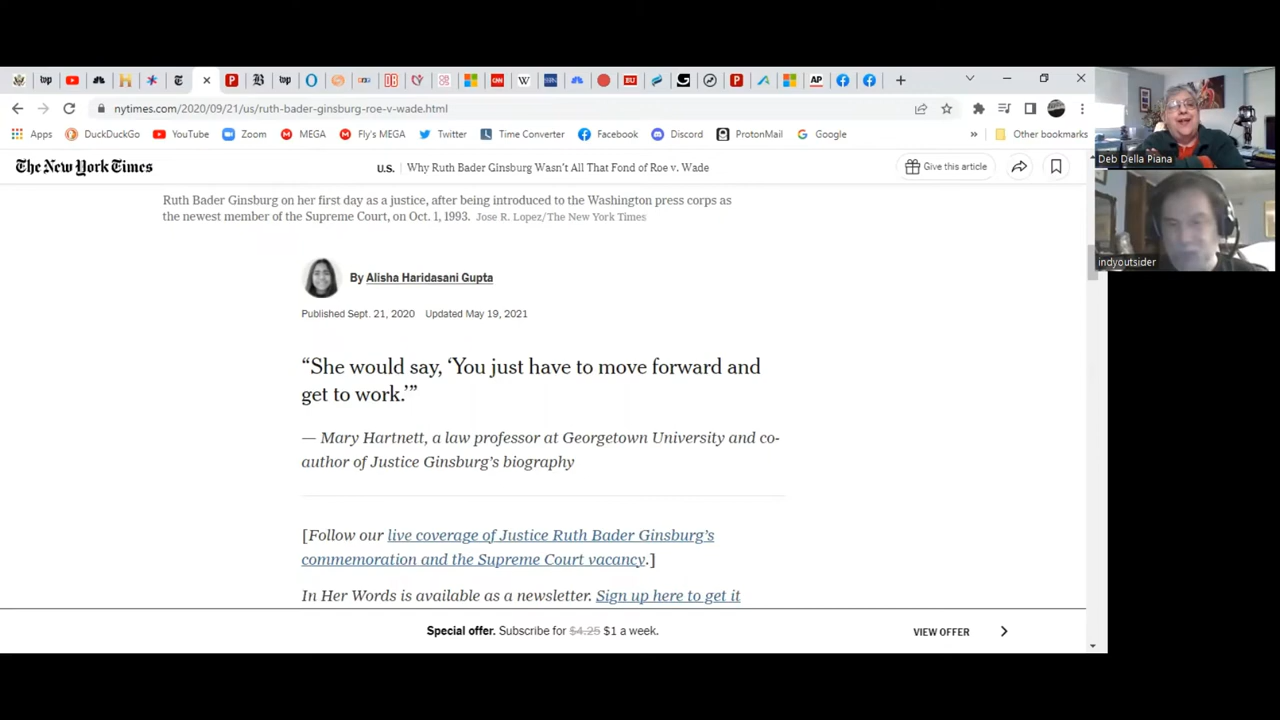 nytimes.com/2020/09/21/us/ruth-bader-ginsburg-roe-v-wade.html
Apps DuckDuckGo YouTube Zoom MEGA Fly's MEGA Twitter Time Converter Facebook Discord ProtonMail Google » Other bookmarks
The New York Times U.S. Why Ruth Bader Ginsburg Wasn't All That Fond of Roe v. Wade Give this article
Deb Della Piana
indyoutsider
Ruth Bader Ginsburg on her first day as a justice, after being introduced to the Washington press corps as
the newest member of the Supreme Court, on Oct. 1, 1993. Jose R. Lopez/The New York Times
By Alisha Haridasani Gupta
Published Sept. 21, 2020 Updated May 19, 2021
“She would say, ‘You just have to move forward and
get to work.’”
— Mary Hartnett, a law professor at Georgetown University and co-
author of Justice Ginsburg’s biography
[Follow our live coverage of Justice Ruth Bader Ginsburg’s
commemoration and the Supreme Court vacancy.]
In Her Words is available as a newsletter. Sign up here to get it
Special offer. Subscribe for $4.25 $1 a week.
VIEW OFFER